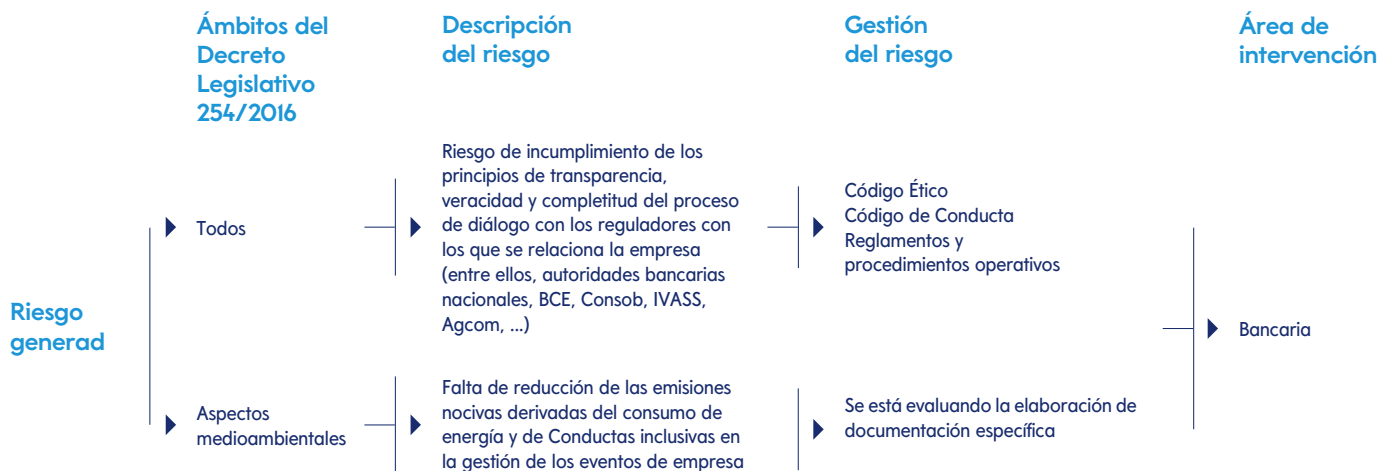 Ámbitos del
Decreto
Legislativo
254/2016
Descripción
del riesgo
Gestión
del riesgo
Área de
intervención
Riesgo
generad
Todos
Riesgo de incumplimiento de los
principios de transparencia,
veracidad y completitud del proceso
de diálogo con los reguladores con
los que se relaciona la empresa
(entre ellos, autoridades bancarias
nacionales, BCE, Consob, IVASS,
Agcom, ...)
Código Ético
Código de Conducta
Reglamentos y
procedimientos operativos
Bancaria
Aspectos
medioambientales
Falta de reducción de las emisiones
nocivas derivadas del consumo de
energía y de Conductas inclusivas en
la gestión de los eventos de empresa
Se está evaluando la elaboración de
documentación específica